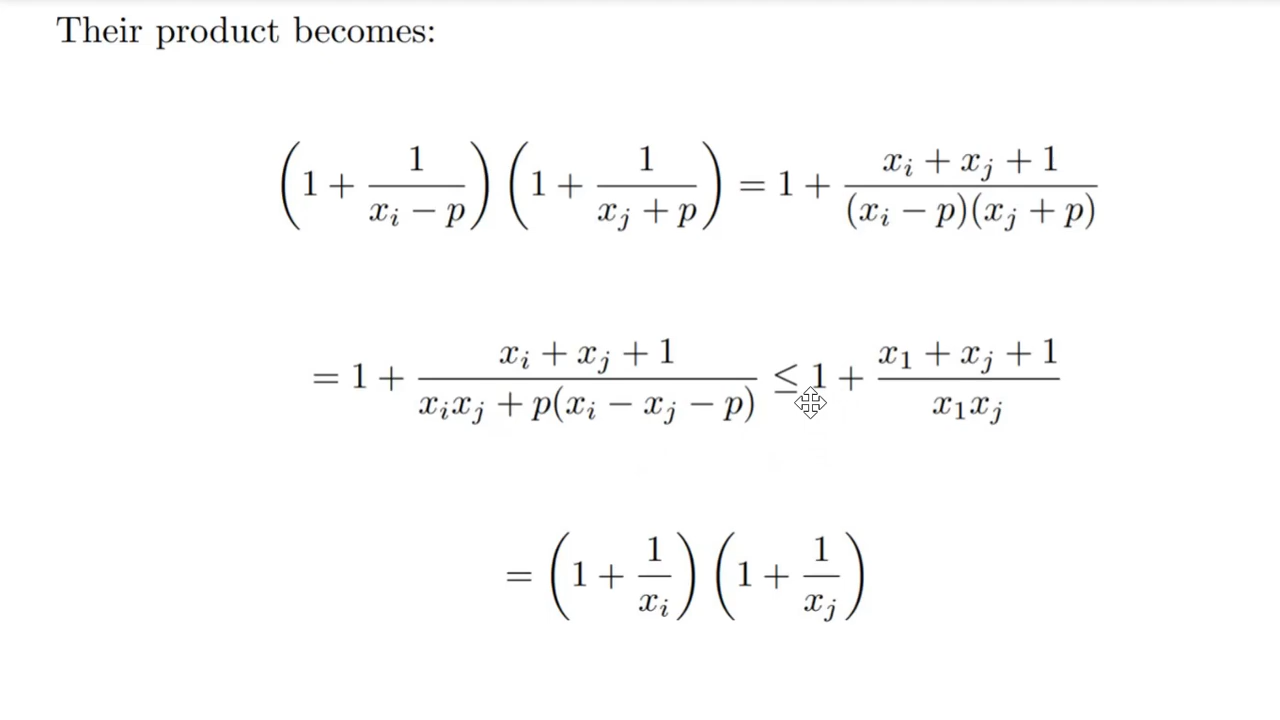 Their product becomes:
(1 + 1/(x_i − p)) (1 + 1/(x_j + p)) = 1 + (x_i + x_j + 1)/((x_i − p)(x_j + p))
= 1 + (x_i + x_j + 1)/(x_i x_j + p(x_i − x_j − p)) ≤ 1 + (x_1 + x_j + 1)/(x_1 x_j)
= (1 + 1/x_i) (1 + 1/x_j)